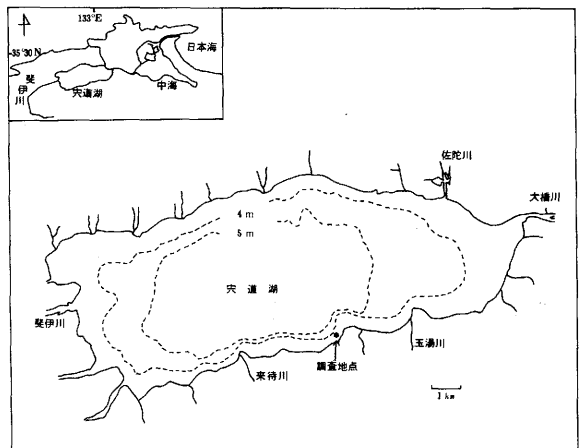 133°E
35°30 N
日本海
斐伊川
宍道湖
中海
佐陀川
大橋川
4 m
5 m
宍 道 湖
斐伊川
玉湯川
調査地点
来待川
1 km